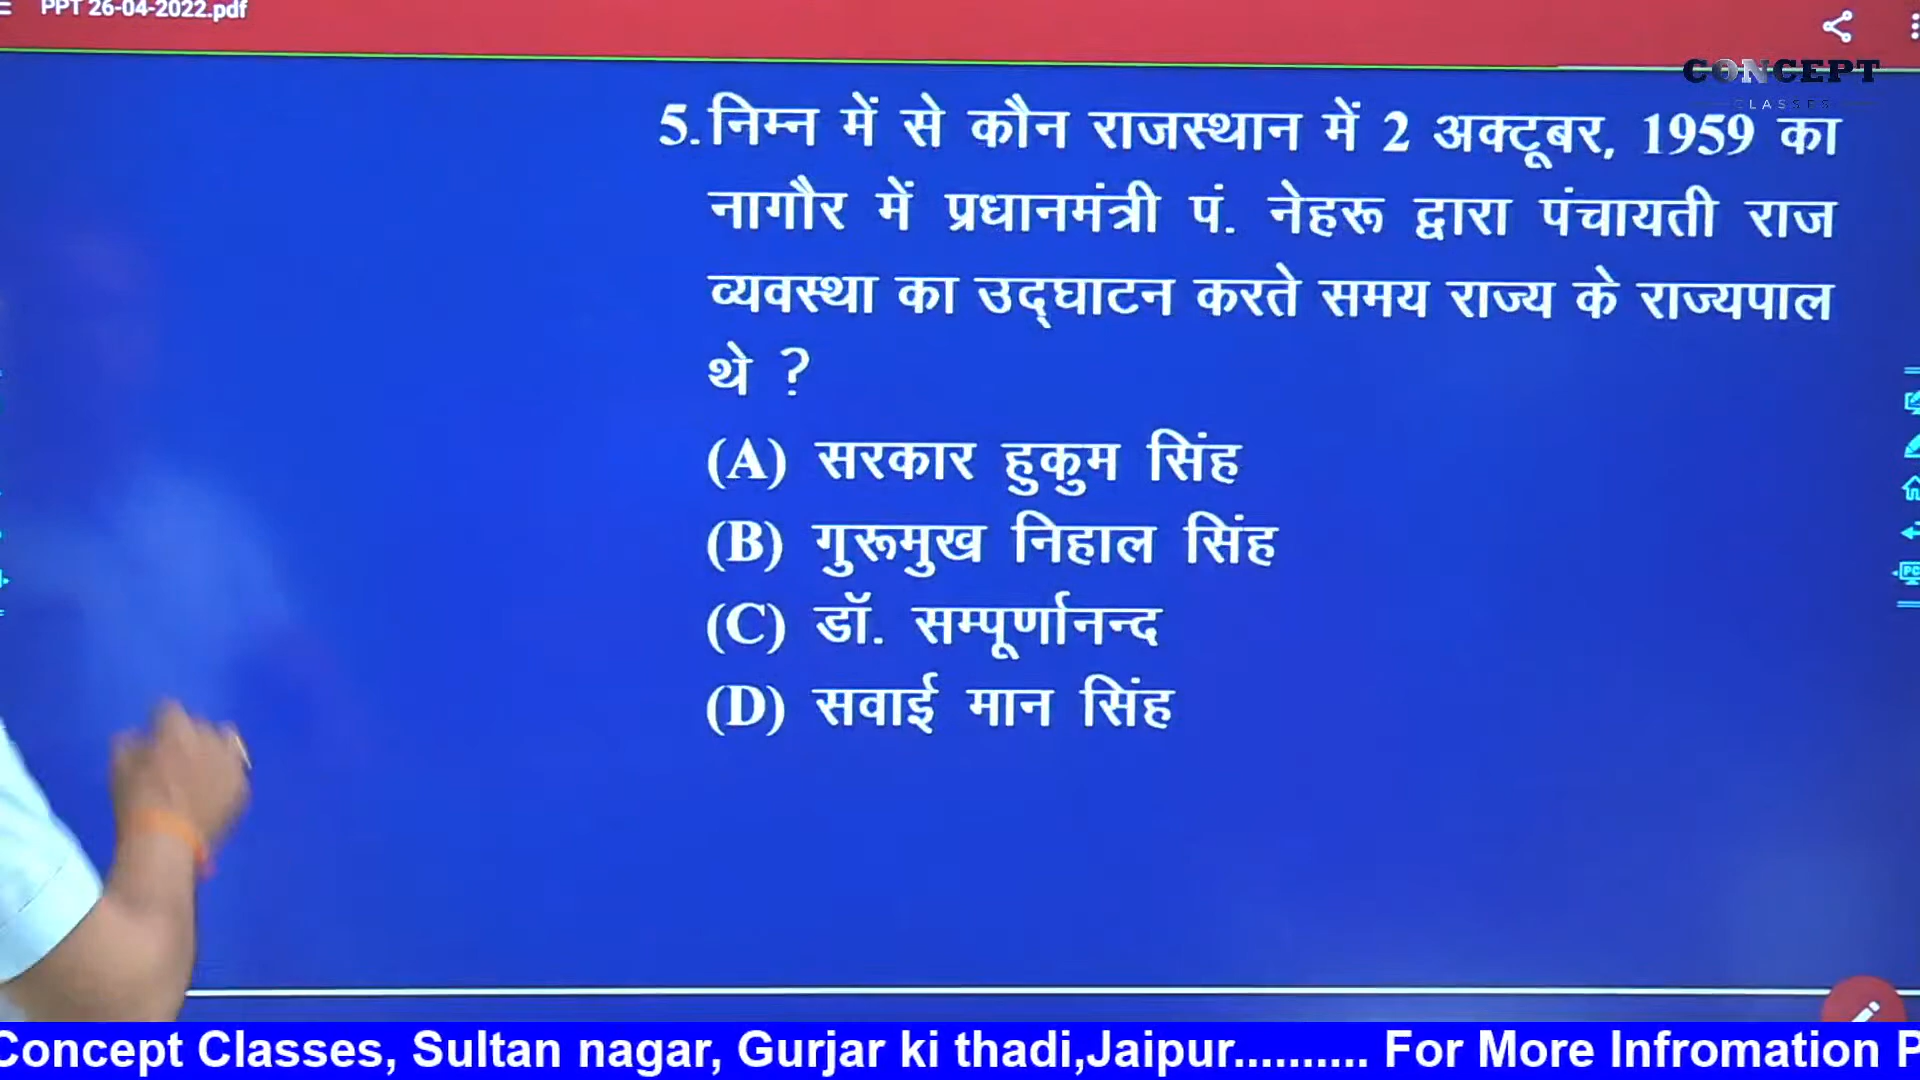 PPT 26-04-2022.pdf
CONCEPT
CLASSES
5. निम्न में से कौन राजस्थान में 2 अक्टूबर, 1959 का
नागौर में प्रधानमंत्री पं. नेहरू द्वारा पंचायती राज
व्यवस्था का उद्‌घाटन करते समय राज्य के राज्यपाल
थे ?
(A) सरकार हुकुम सिंह
(B) गुरूमुख निहाल सिंह
(C) डॉ. सम्पूर्णानन्द
(D) सवाई मान सिंह
PC
Concept Classes, Sultan nagar, Gurjar ki thadi,Jaipur.......... For More Infromation P